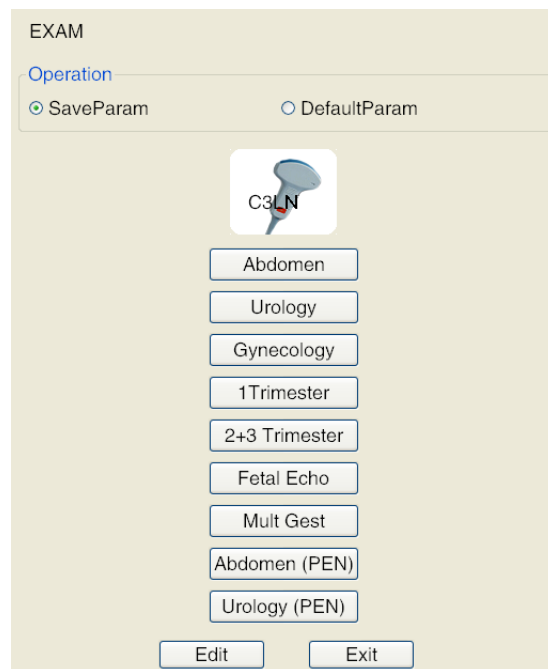 EXAM
Operation
SaveParam DefaultParam
C3LN
Abdomen
Urology
Gynecology
1Trimester
2+3 Trimester
Fetal Echo
Mult Gest
Abdomen (PEN)
Urology (PEN)
Edit Exit